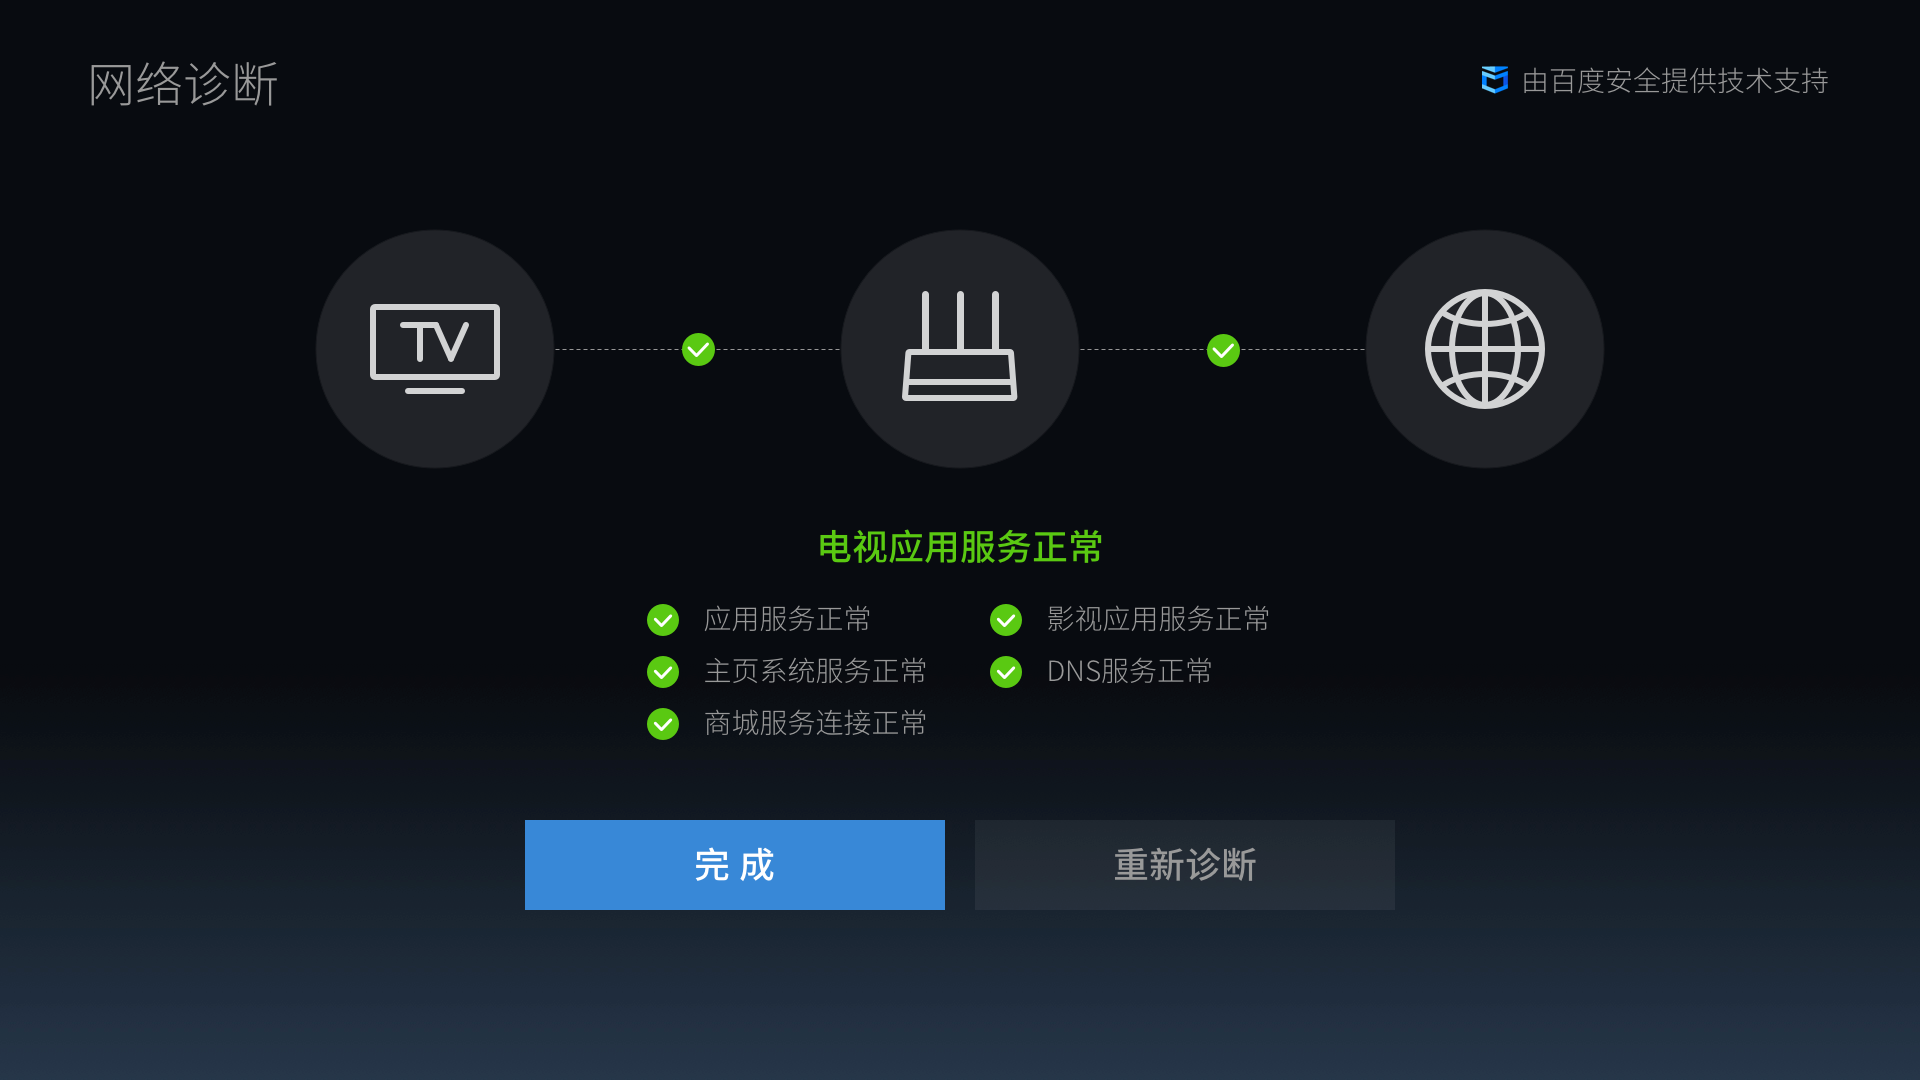 网络诊断
由百度安全提供技术支持
TV
电视应用服务正常
应用服务正常
影视应用服务正常
主页系统服务正常
DNS服务正常
商城服务连接正常
完 成
重新诊断